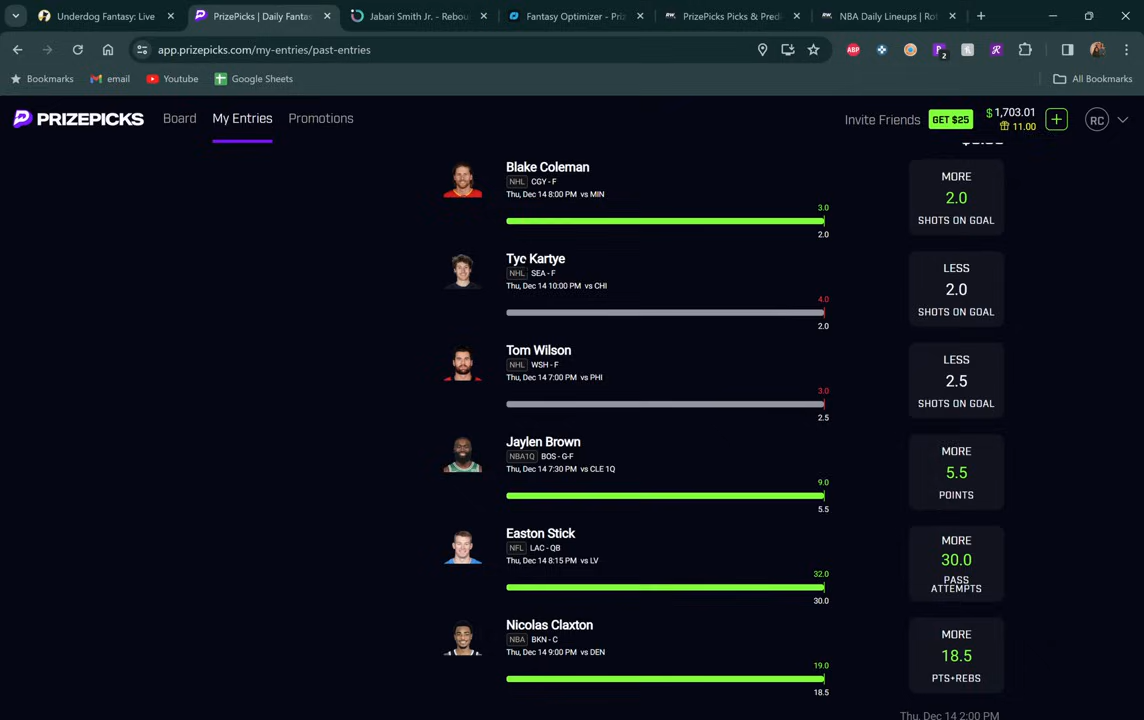 Underdog Fantasy: Live
PrizePicks | Daily Fantas
Jabari Smith Jr. - Rebou
Fantasy Optimizer - Priz
PrizePicks Picks & Pred
NBA Daily Lineups | Rot
app.prizepicks.com/my-entries/past-entries
ABP
2
Bookmarks
email
Youtube
Google Sheets
All Bookmarks
PRIZEPICKS
Board
My Entries
Promotions
Invite Friends
GET $25
$1,703.01
11.00
RC
Blake Coleman
NHL CGY - F
Thu, Dec 14 8:00 PM vs MIN
3.0
2.0
MORE
2.0
SHOTS ON GOAL
Tyc Kartye
NHL SEA - F
Thu, Dec 14 10:00 PM vs CHI
4.0
2.0
LESS
2.0
SHOTS ON GOAL
Tom Wilson
NHL WSH - F
Thu, Dec 14 7:00 PM vs PHI
3.0
2.5
LESS
2.5
SHOTS ON GOAL
Jaylen Brown
NBA1Q BOS - G-F
Thu, Dec 14 7:30 PM vs CLE 1Q
9.0
5.5
MORE
5.5
POINTS
Easton Stick
NFL LAC - QB
Thu, Dec 14 8:15 PM vs LV
32.0
30.0
MORE
30.0
PASS
ATTEMPTS
Nicolas Claxton
NBA BKN - C
Thu, Dec 14 9:00 PM vs DEN
19.0
18.5
MORE
18.5
PTS+REBS
Thu, Dec 14 2:00 PM